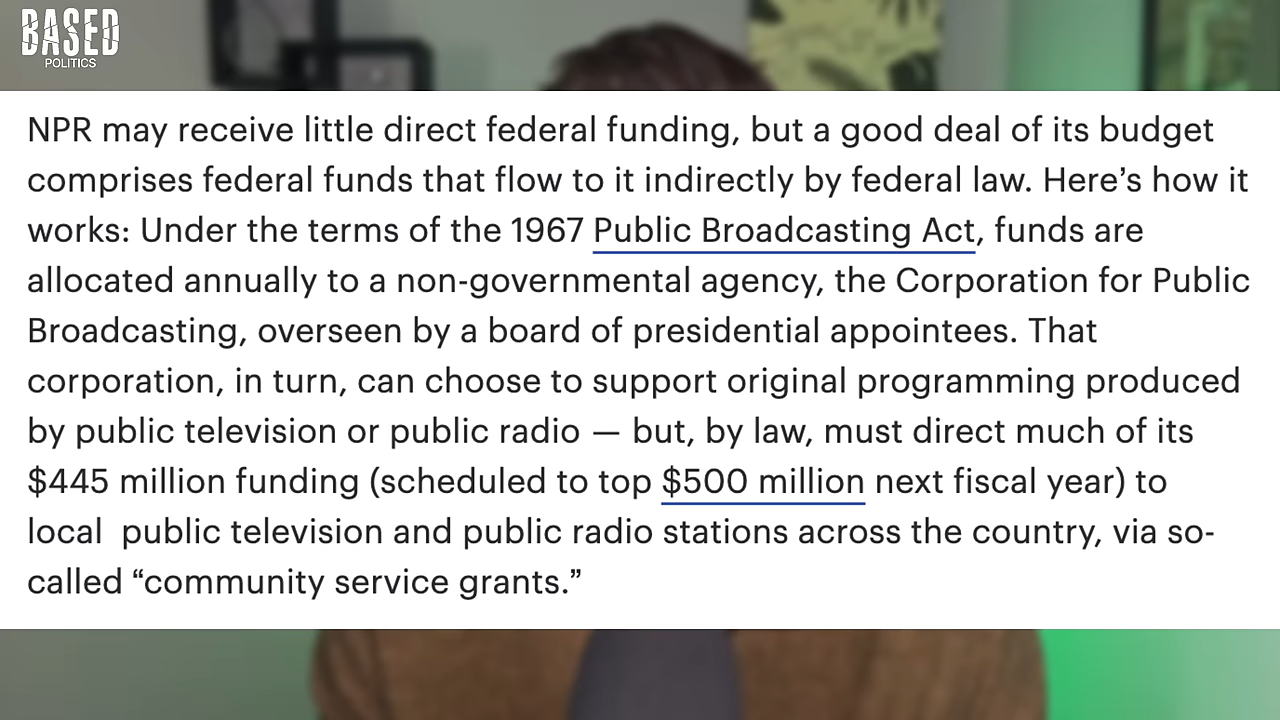 BASED
POLITICS
NPR may receive little direct federal funding, but a good deal of its budget
comprises federal funds that flow to it indirectly by federal law. Here’s how it
works: Under the terms of the 1967 Public Broadcasting Act, funds are
allocated annually to a non-governmental agency, the Corporation for Public
Broadcasting, overseen by a board of presidential appointees. That
corporation, in turn, can choose to support original programming produced
by public television or public radio — but, by law, must direct much of its
$445 million funding (scheduled to top $500 million next fiscal year) to
local  public television and public radio stations across the country, via so-
called “community service grants.”